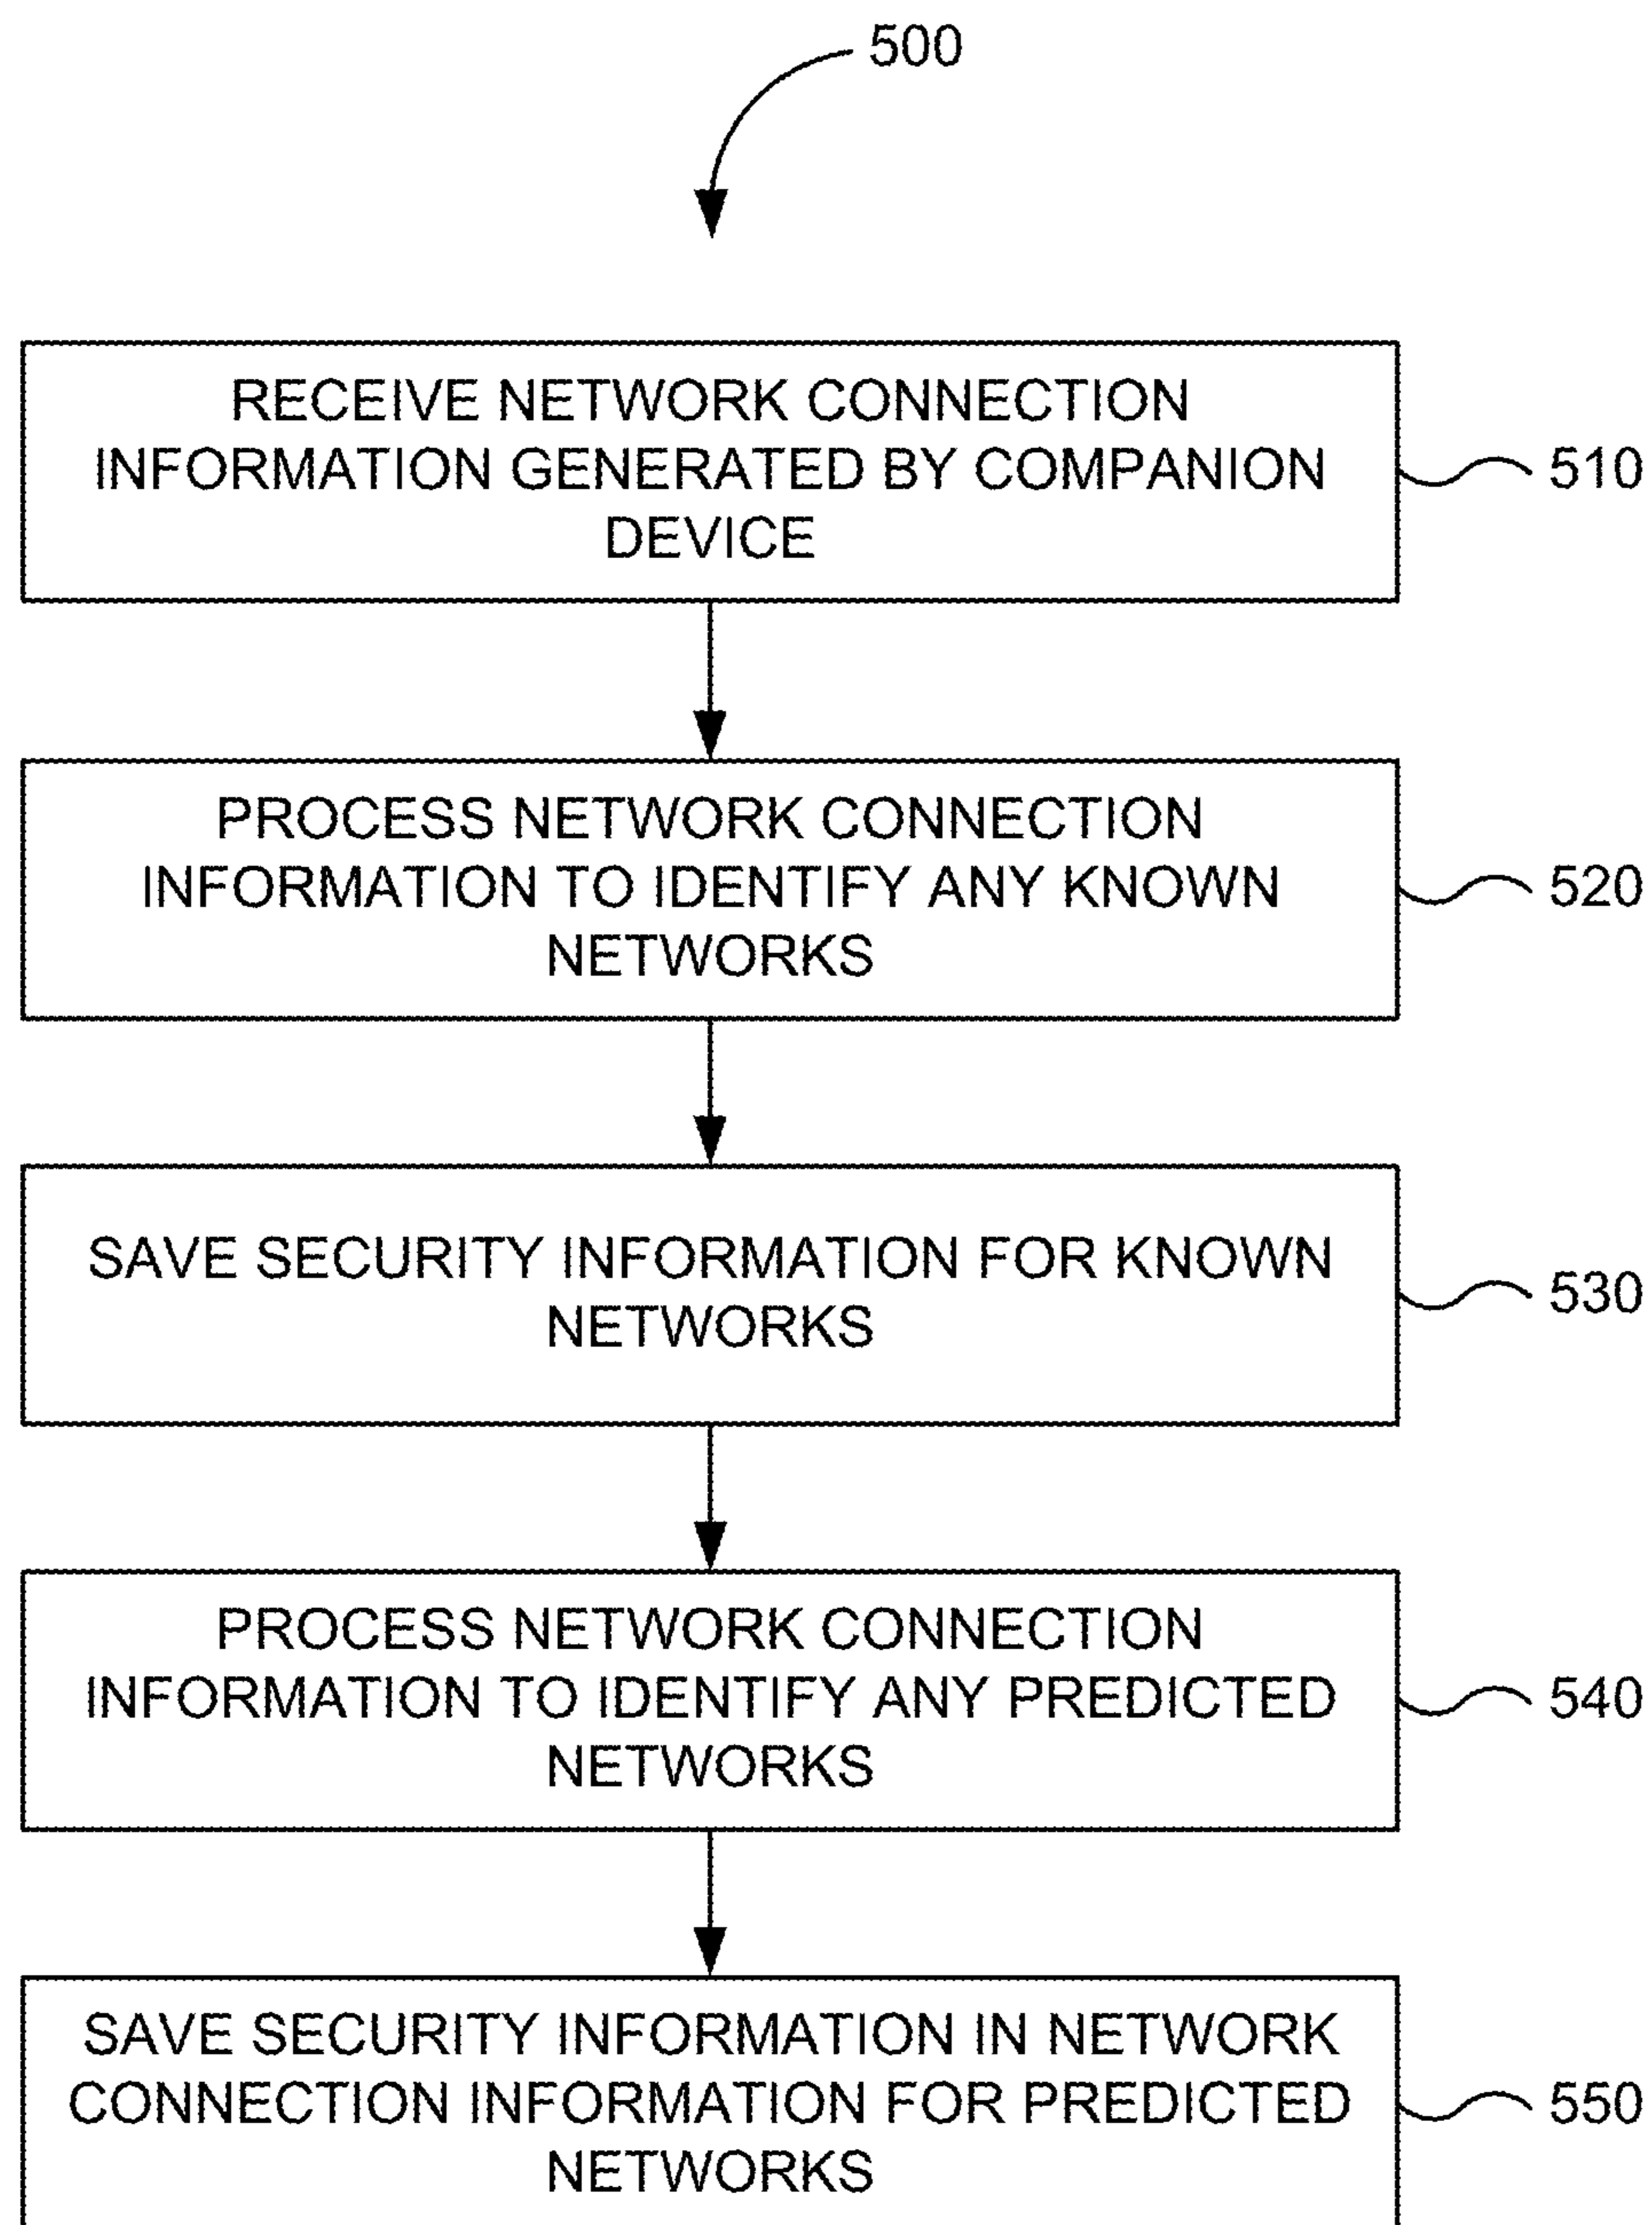 500
RECEIVE NETWORK CONNECTION
INFORMATION GENERATED BY COMPANION
DEVICE
510
PROCESS NETWORK CONNECTION
INFORMATION TO IDENTIFY ANY KNOWN
NETWORKS
520
SAVE SECURITY INFORMATION FOR KNOWN
NETWORKS
530
PROCESS NETWORK CONNECTION
INFORMATION TO IDENTIFY ANY PREDICTED
NETWORKS
540
SAVE SECURITY INFORMATION IN NETWORK
CONNECTION INFORMATION FOR PREDICTED
NETWORKS
550